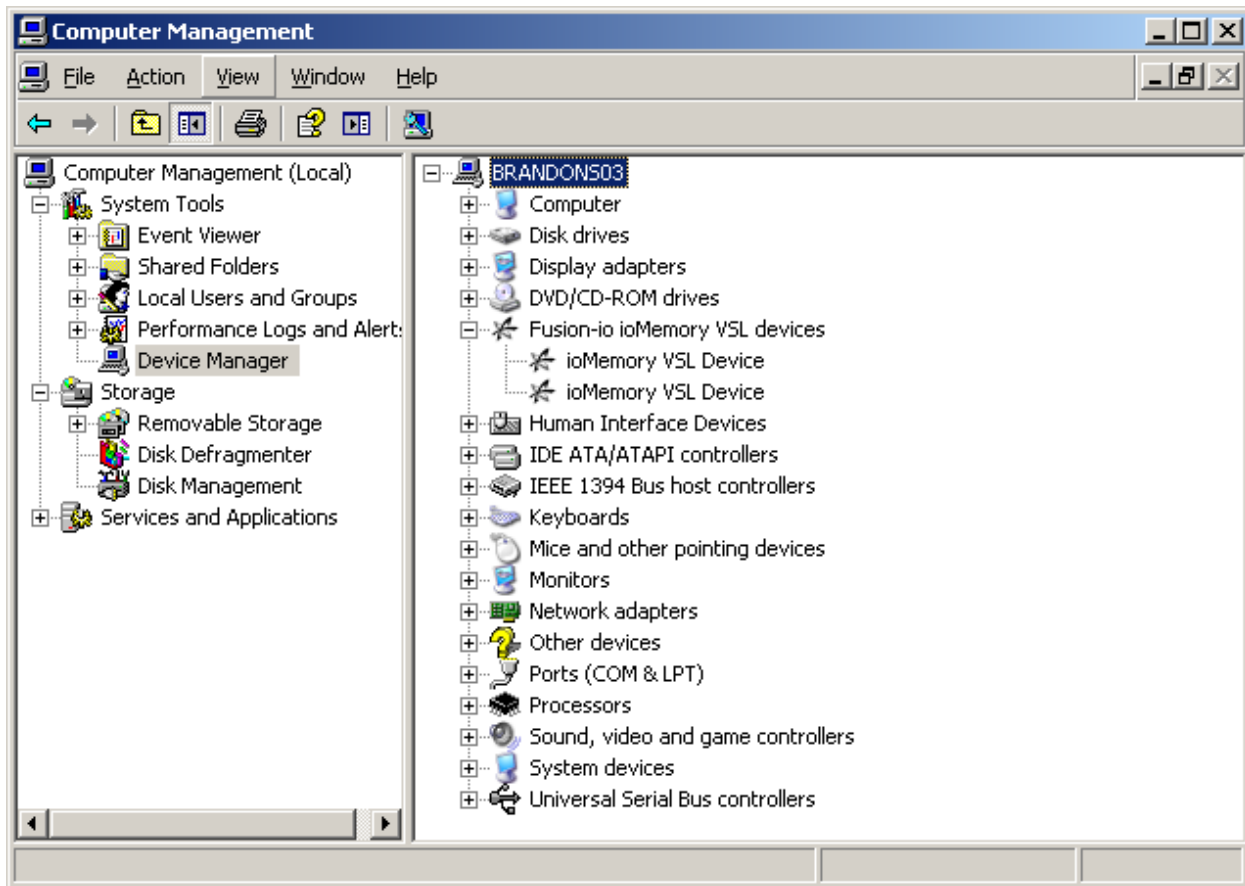 Computer Management
File Action View Window Help
Computer Management (Local)
System Tools
Event Viewer
Shared Folders
Local Users and Groups
Performance Logs and Alert:
Device Manager
Storage
Removable Storage
Disk Defragmenter
Disk Management
Services and Applications
BRANDONS03
Computer
Disk drives
Display adapters
DVD/CD-ROM drives
Fusion-io ioMemory VSL devices
ioMemory VSL Device
ioMemory VSL Device
Human Interface Devices
IDE ATA/ATAPI controllers
IEEE 1394 Bus host controllers
Keyboards
Mice and other pointing devices
Monitors
Network adapters
Other devices
Ports (COM & LPT)
Processors
Sound, video and game controllers
System devices
Universal Serial Bus controllers